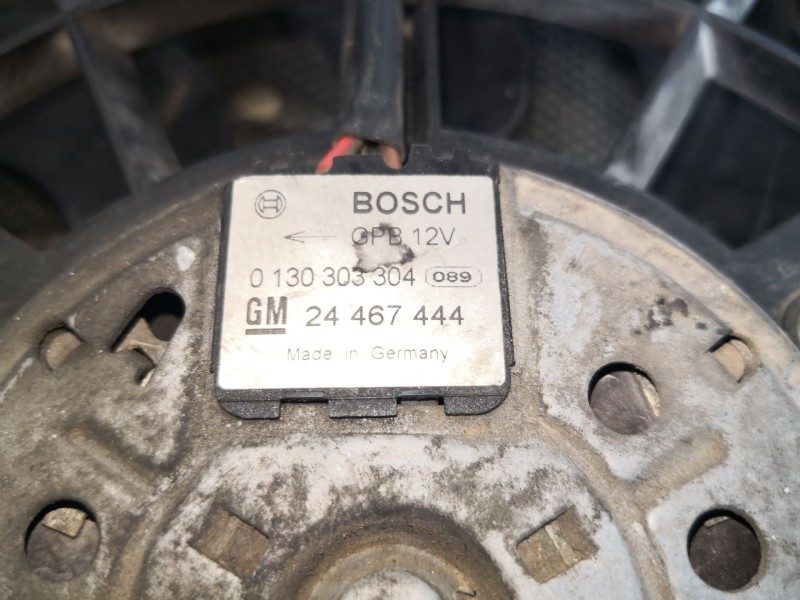 BOSCH
← GPB 12V
0 130 303 304 089
GM 24 467 444
Made in Germany